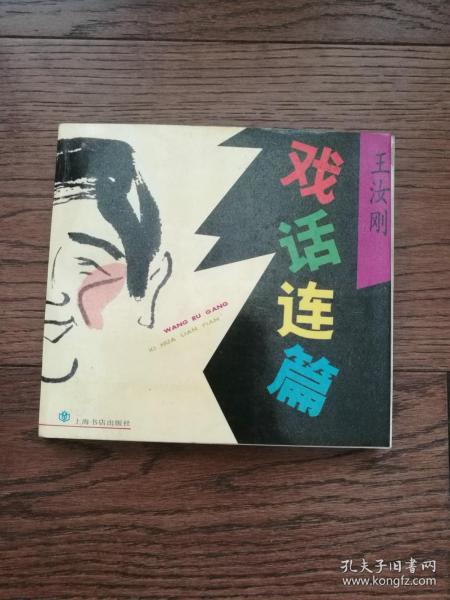 戏话连篇
王汝刚
WANG RU GANG
XI HUA LIAN PIAN
上海书店出版社
孔夫子旧书网
www.kongfz.com